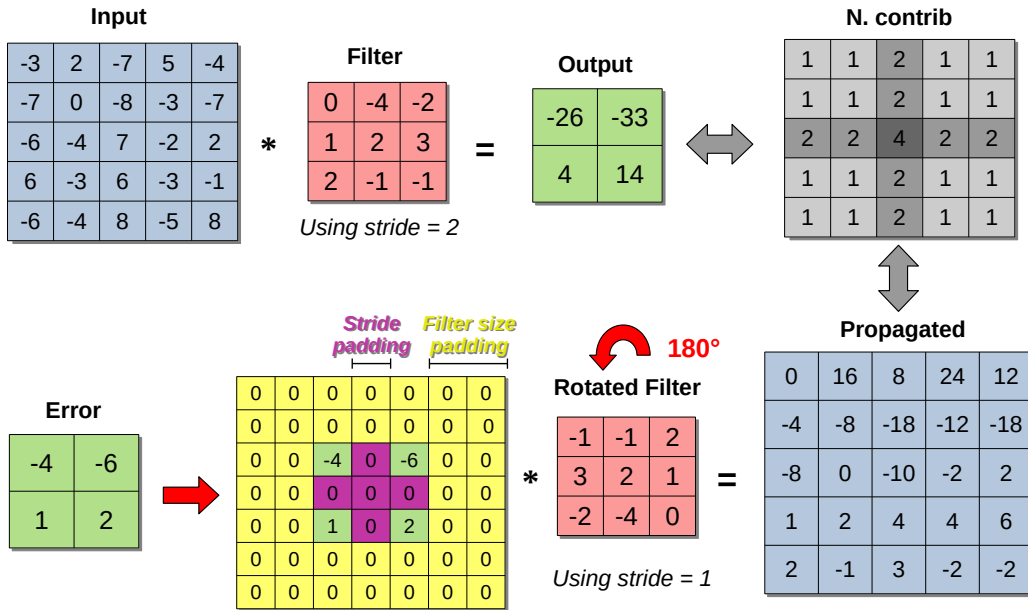 Input
-3 2 -7 5 -4
-7 0 -8 -3 -7
-6 -4 7 -2 2
6 -3 6 -3 -1
-6 -4 8 -5 8
*
Filter
0 -4 -2
1 2 3
2 -1 -1
Using stride = 2
=
Output
-26 -33
4 14
N. contrib
1 1 2 1 1
1 1 2 1 1
2 2 4 2 2
1 1 2 1 1
1 1 2 1 1
Error
-4 -6
1 2
Stride
padding
Filter size
padding
0 0 0 0 0 0 0
0 0 0 0 0 0 0
0 0 -4 0 -6 0 0
0 0 0 0 0 0 0
0 0 1 0 2 0 0
0 0 0 0 0 0 0
0 0 0 0 0 0 0
*
180°
Rotated Filter
-1 -1 2
3 2 1
-2 -4 0
Using stride = 1
=
Propagated
0 16 8 24 12
-4 -8 -18 -12 -18
-8 0 -10 -2 2
1 2 4 4 6
2 -1 3 -2 -2